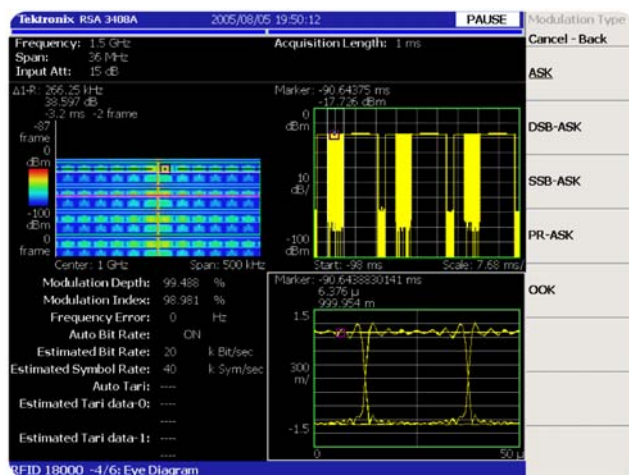 Tektronix RSA 3408A 2005/08/05 19:50:12 PAUSE
Frequency: 1.5 GHz
Span: 36 MHz
Input Att: 15 dB
Acquisition Length: 1 ms
Δ1-R: 266.25 kHz
38.597 dB
-3.2 ms -2 frame
-87
frame
0
dBm
-100
dBm
0
frame
Center: 1 GHz Span: 500 kHz
Marker: -90.64375 ms
-17.726 dBm
0
dBm
10
dB/
-100
dBm
Start: -98 ms Scale: 7.68 ms/
Modulation Depth: 99.488 %
Modulation Index: 98.981 %
Frequency Error: 0 Hz
Auto Bit Rate: ON
Estimated Bit Rate: 20 k Bit/sec
Estimated Symbol Rate: 40 k Sym/sec
Auto Tari: ----
Estimated Tari data-0: ----
----
Estimated Tari data-1: ----
----
Marker: -90.6438830141 ms
6.376 µ
999.954 m
1.5
300
m/
-1.5
0 50 µ
RFID 18000 -4/6: Eye Diagram
Modulation Type
Cancel - Back
ASK
DSB-ASK
SSB-ASK
PR-ASK
OOK